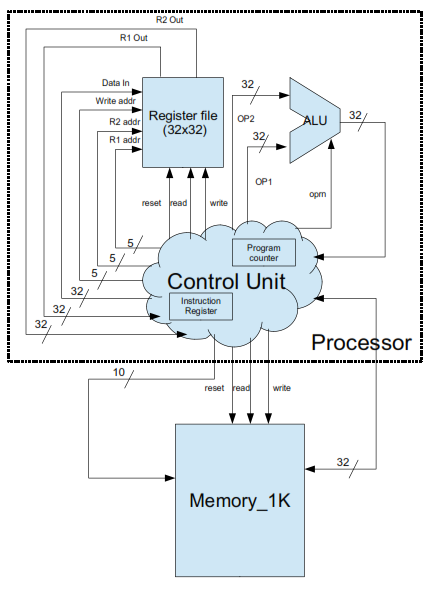 R2 Out
R1 Out
Data In
Write addr
R2 addr
R1 addr
Register file
(32x32)
32
OP2
32
OP1
ALU
32
opm
reset
read
write
5
5
5
32
32
32
Program
counter
Control Unit
Instruction
Register
Processor
10
reset
read
write
32
Memory_1K